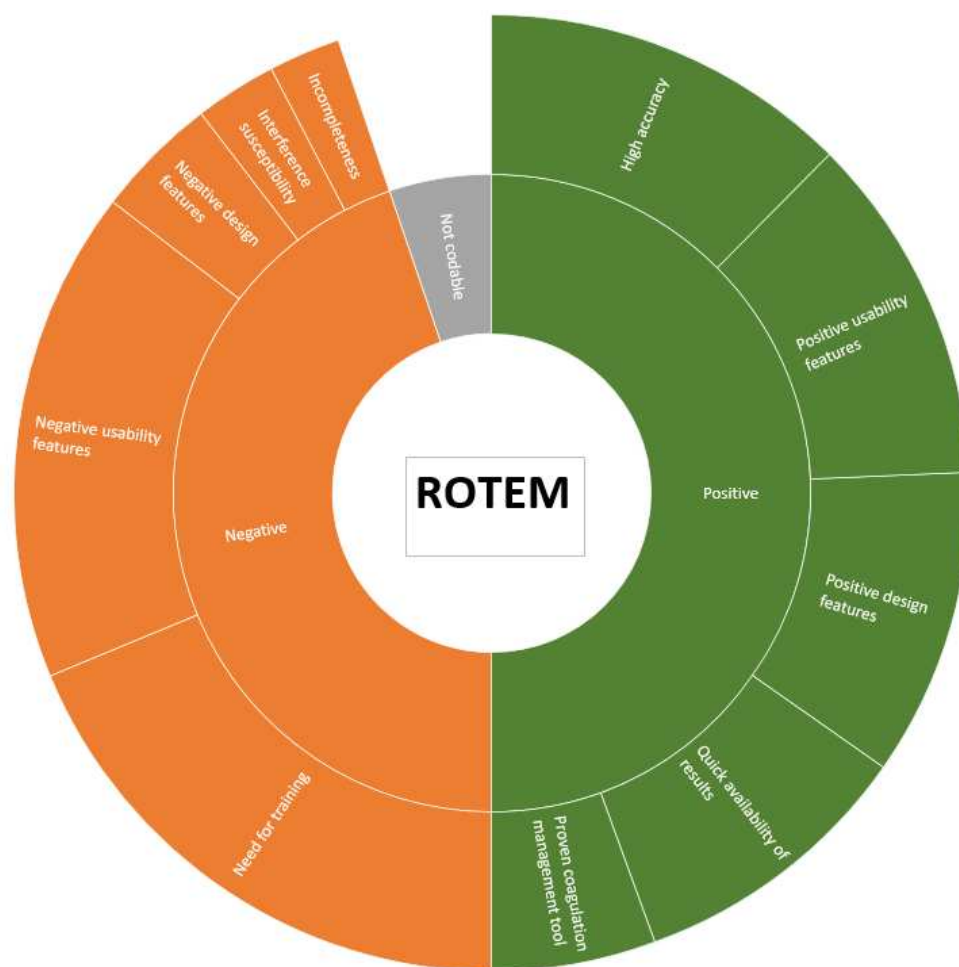 ROTEM
Positive
High accuracy
Positive usability
features
Positive design
features
Quick availability of
results
Proven coagulation
management tool
Negative
Need for training
Negative usability
features
Negative design
features
Interference
susceptibility
Incompleteness
Not codable